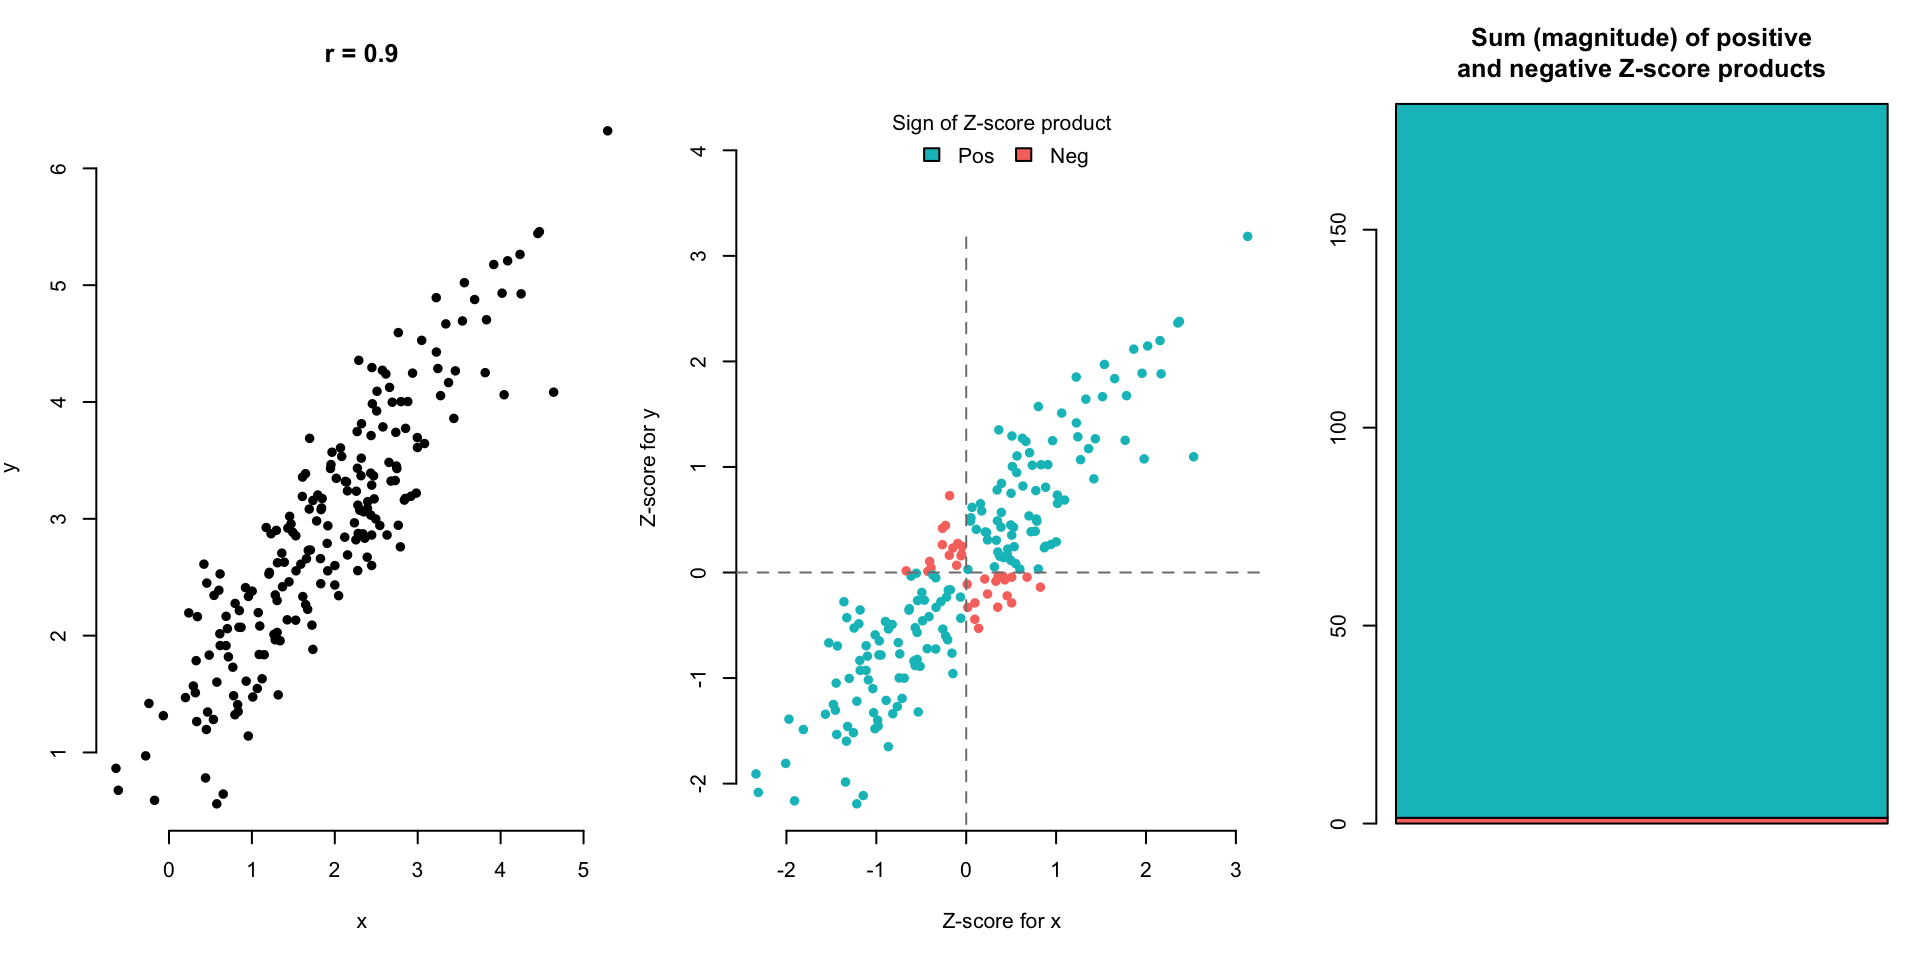 r = 0.9
6
5
4
3
2
1
y
0 1 2 3 4 5
x
Sign of Z-score product
Pos Neg
4
3
2
1
0
-1
-2
Z-score for y
-2 -1 0 1 2 3
Z-score for x
Sum (magnitude) of positive
and negative Z-score products
150
100
50
0